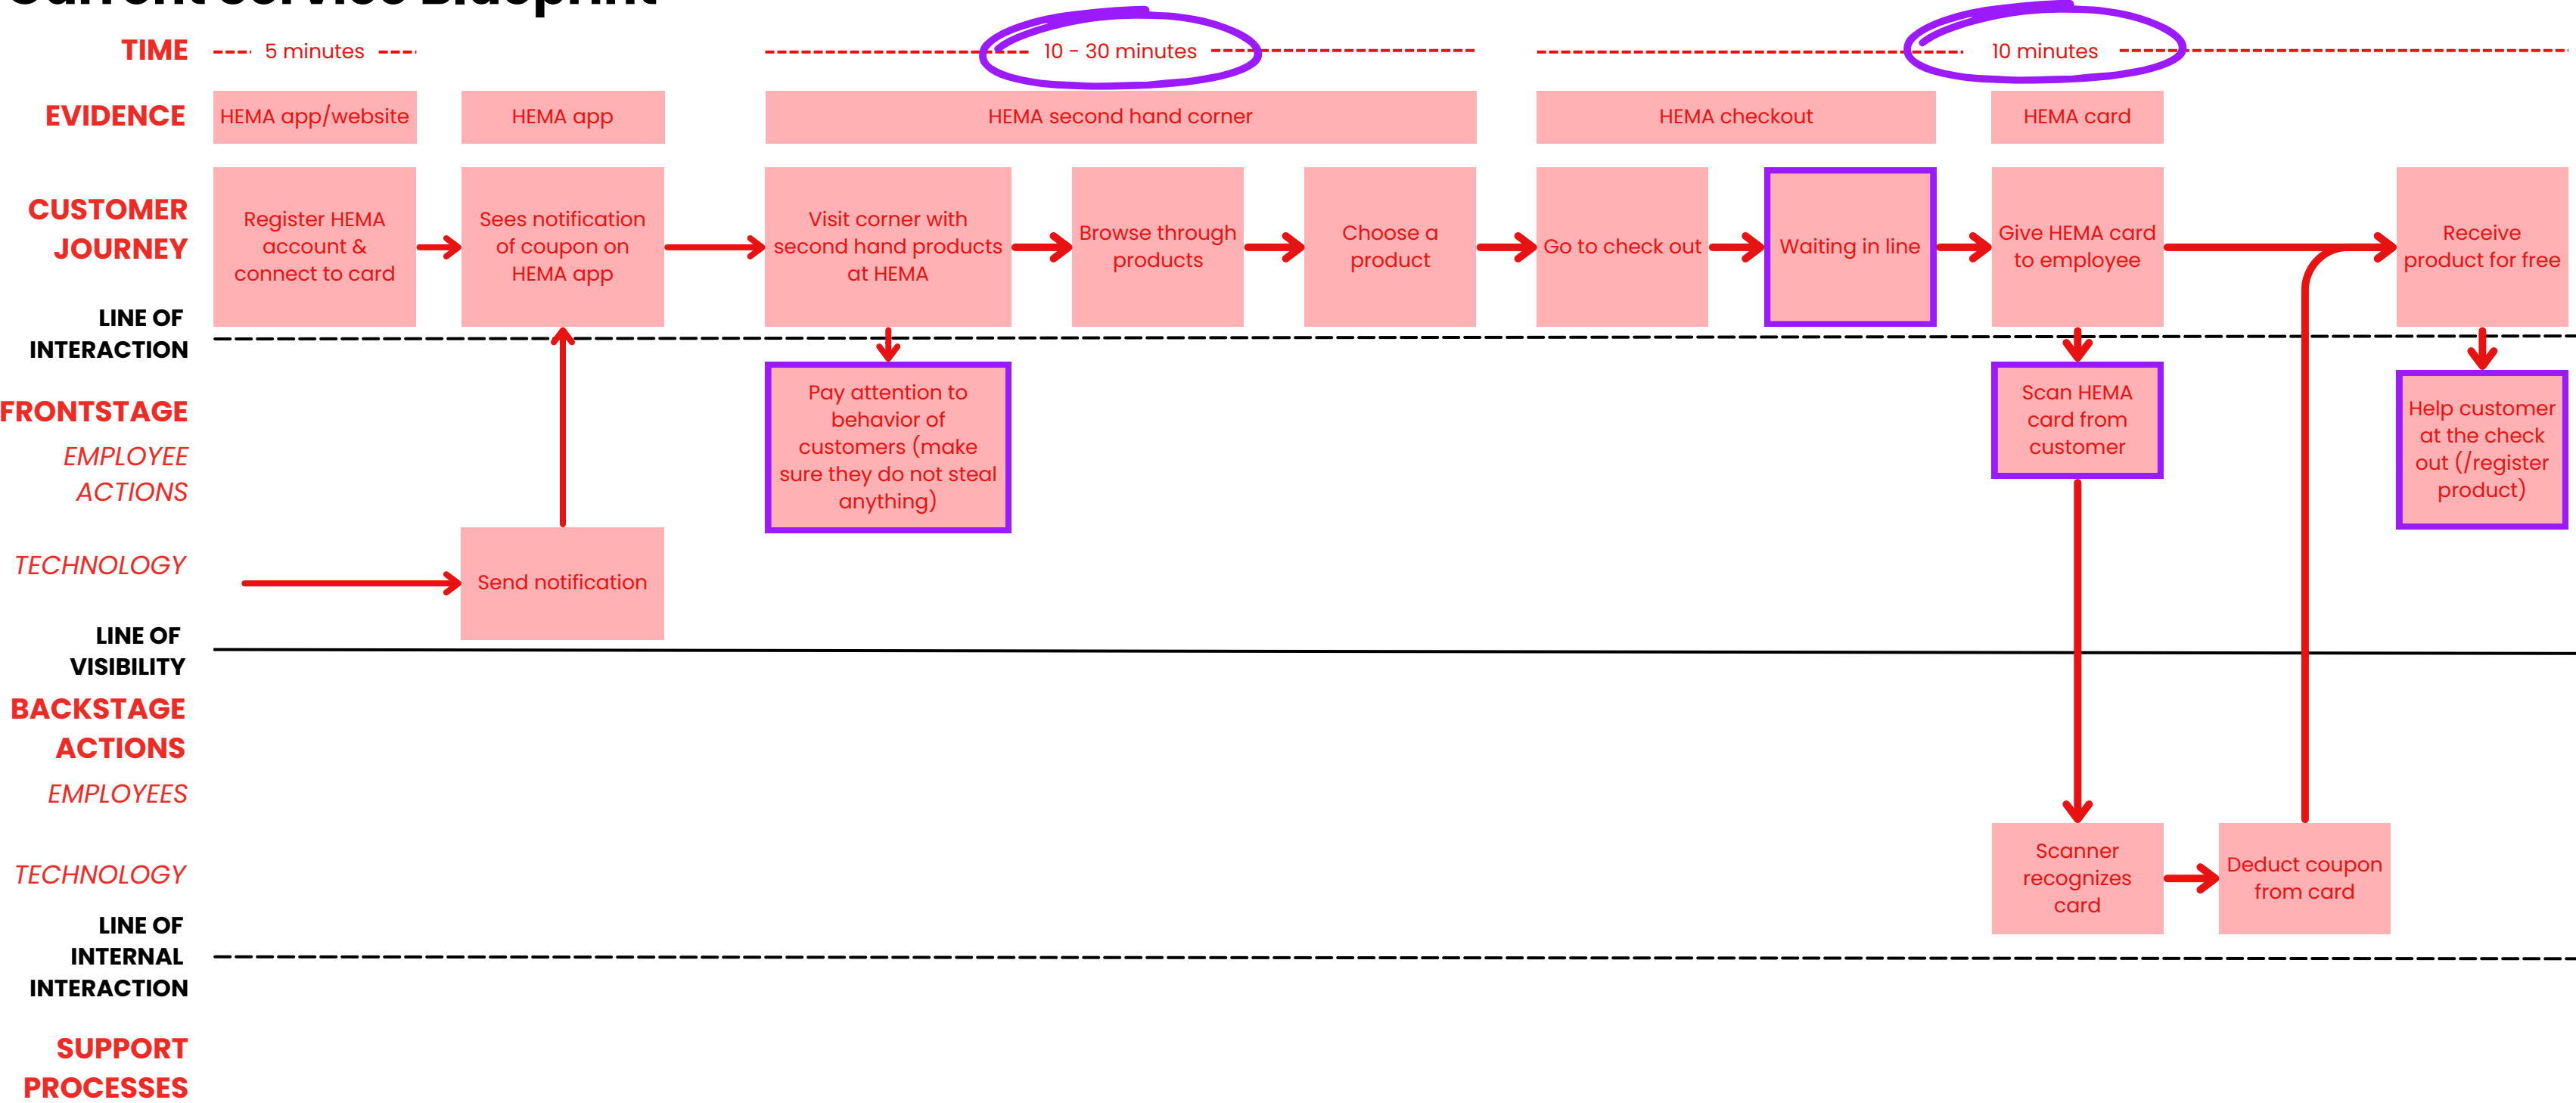 Current Service Blueprint
TIME
5 minutes
10 - 30 minutes
10 minutes
EVIDENCE
HEMA app/website
HEMA app
HEMA second hand corner
HEMA checkout
HEMA card
CUSTOMER
JOURNEY
Register HEMA
account &
connect to card
Sees notification
of coupon on
HEMA app
Visit corner with
second hand products
at HEMA
Browse through
products
Choose a
product
Go to check out
Waiting in line
Give HEMA card
to employee
Receive
product for free
LINE OF
INTERACTION
FRONTSTAGE
EMPLOYEE
ACTIONS
Pay attention to
behavior of
customers (make
sure they do not steal
anything)
Scan HEMA
card from
customer
Help customer
at the check
out (/register
product)
TECHNOLOGY
Send notification
LINE OF
VISIBILITY
BACKSTAGE
ACTIONS
EMPLOYEES
TECHNOLOGY
Scanner
recognizes
card
Deduct coupon
from card
LINE OF
INTERNAL
INTERACTION
SUPPORT
PROCESSES